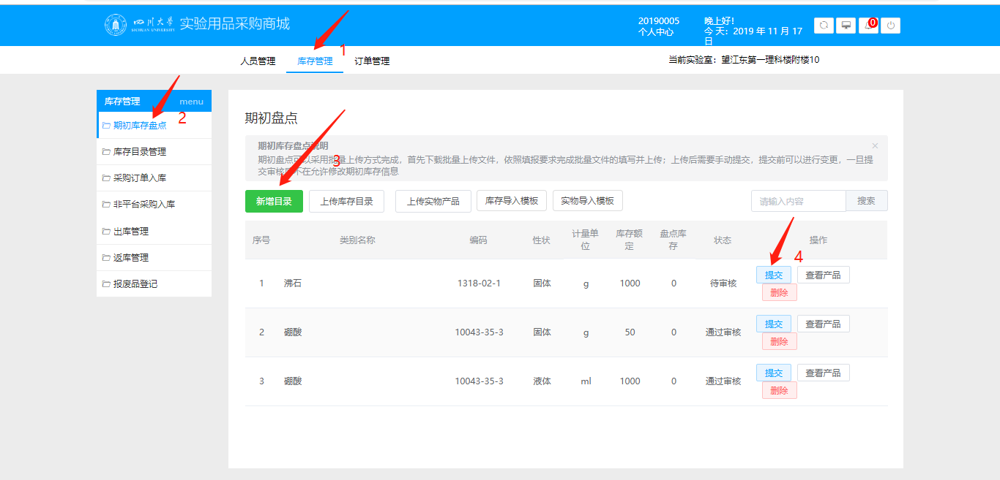 四川大学
SICHUAN UNIVERSITY
实验用品采购商城
20190005
个人中心
晚上好！
今 天：2019 年 11 月 17
日
0
人员管理
库存管理
订单管理
1
当前实验室：望江东第一理科楼附楼10
库存管理 menu
2
期初库存盘点
库存目录管理
采购订单入库
非平台采购入库
出库管理
返库管理
报废品登记
期初盘点
期初库存盘点说明
×
期初盘点可以采用批量上传方式完成，首先下载批量上传文件，依照填报要求完成批量文件的填写并上传；上传后需要手动提交，提交前可以进行变更，一旦提
交审核 不在允许修改期初库存信息
3
新增目录 上传库存目录 上传实物产品 库存导入模板 实物导入模板
请输入内容 搜索
序号 类别名称 编码 性状 计量单位 库存额定 盘点库存 状态 操作
4
1 沸石 1318-02-1 固体 g 1000 0 待审核 提交 查看产品
删除
2 硼酸 10043-35-3 固体 g 50 0 通过审核 提交 查看产品
删除
3 硼酸 10043-35-3 液体 ml 1000 0 通过审核 提交 查看产品
删除